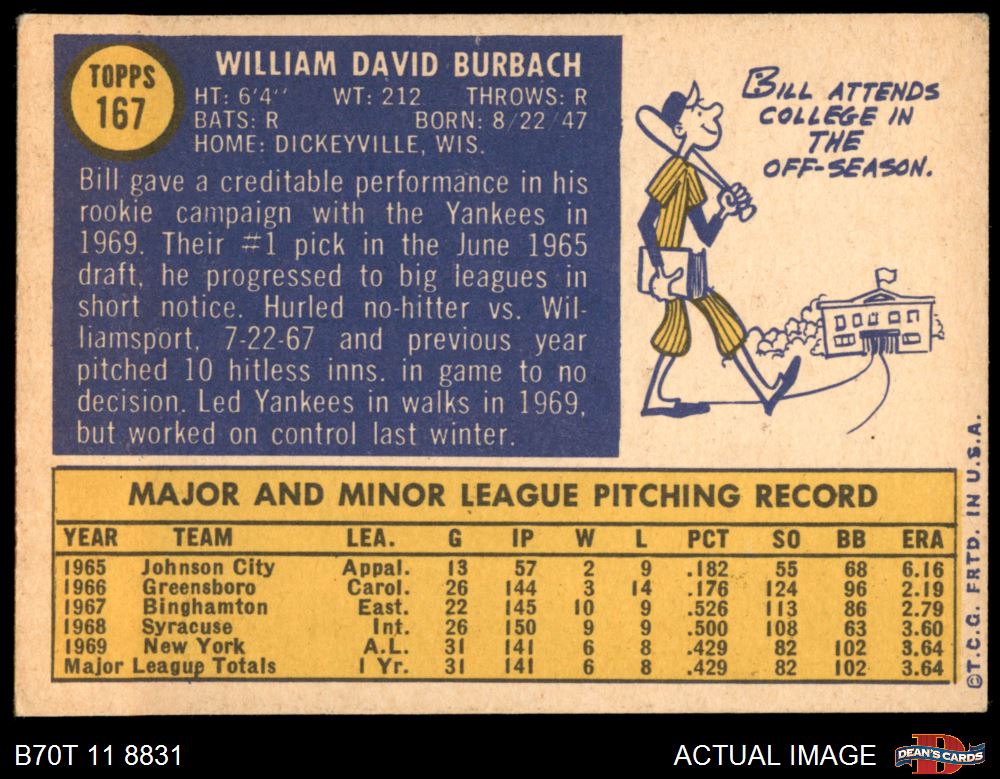 TOPPS
167
WILLIAM DAVID BURBACH
HT: 6'4" WT: 212 THROWS: R
BATS: R BORN: 8/22/47
HOME: DICKEYVILLE, WIS.
Bill gave a creditable performance in his
rookie campaign with the Yankees in
1969. Their #1 pick in the June 1965
draft, he progressed to big leagues in
short notice. Hurled no-hitter vs. Wil-
liamsport, 7-22-67 and previous year
pitched 10 hitless inns. in game to no
decision. Led Yankees in walks in 1969,
but worked on control last winter.
BILL ATTENDS
COLLEGE IN
THE
OFF-SEASON.
MAJOR AND MINOR LEAGUE PITCHING RECORD
YEAR TEAM LEA. G IP W L PCT SO BB ERA
1965 Johnson City Appal. 13 57 2 9 .182 55 68 6.16
1966 Greensboro Carol. 26 144 3 14 .176 124 96 2.19
1967 Binghamton East. 22 145 10 9 .526 113 86 2.79
1968 Syracuse Int. 26 150 9 9 .500 108 63 3.60
1969 New York A.L. 31 141 6 8 .429 82 102 3.64
Major League Totals 1 Yr. 31 141 6 8 .429 82 102 3.64
©T.C.G. PRTD. IN U.S.A.
B70T 11 8831
ACTUAL IMAGE
D
DEAN'S CARDS